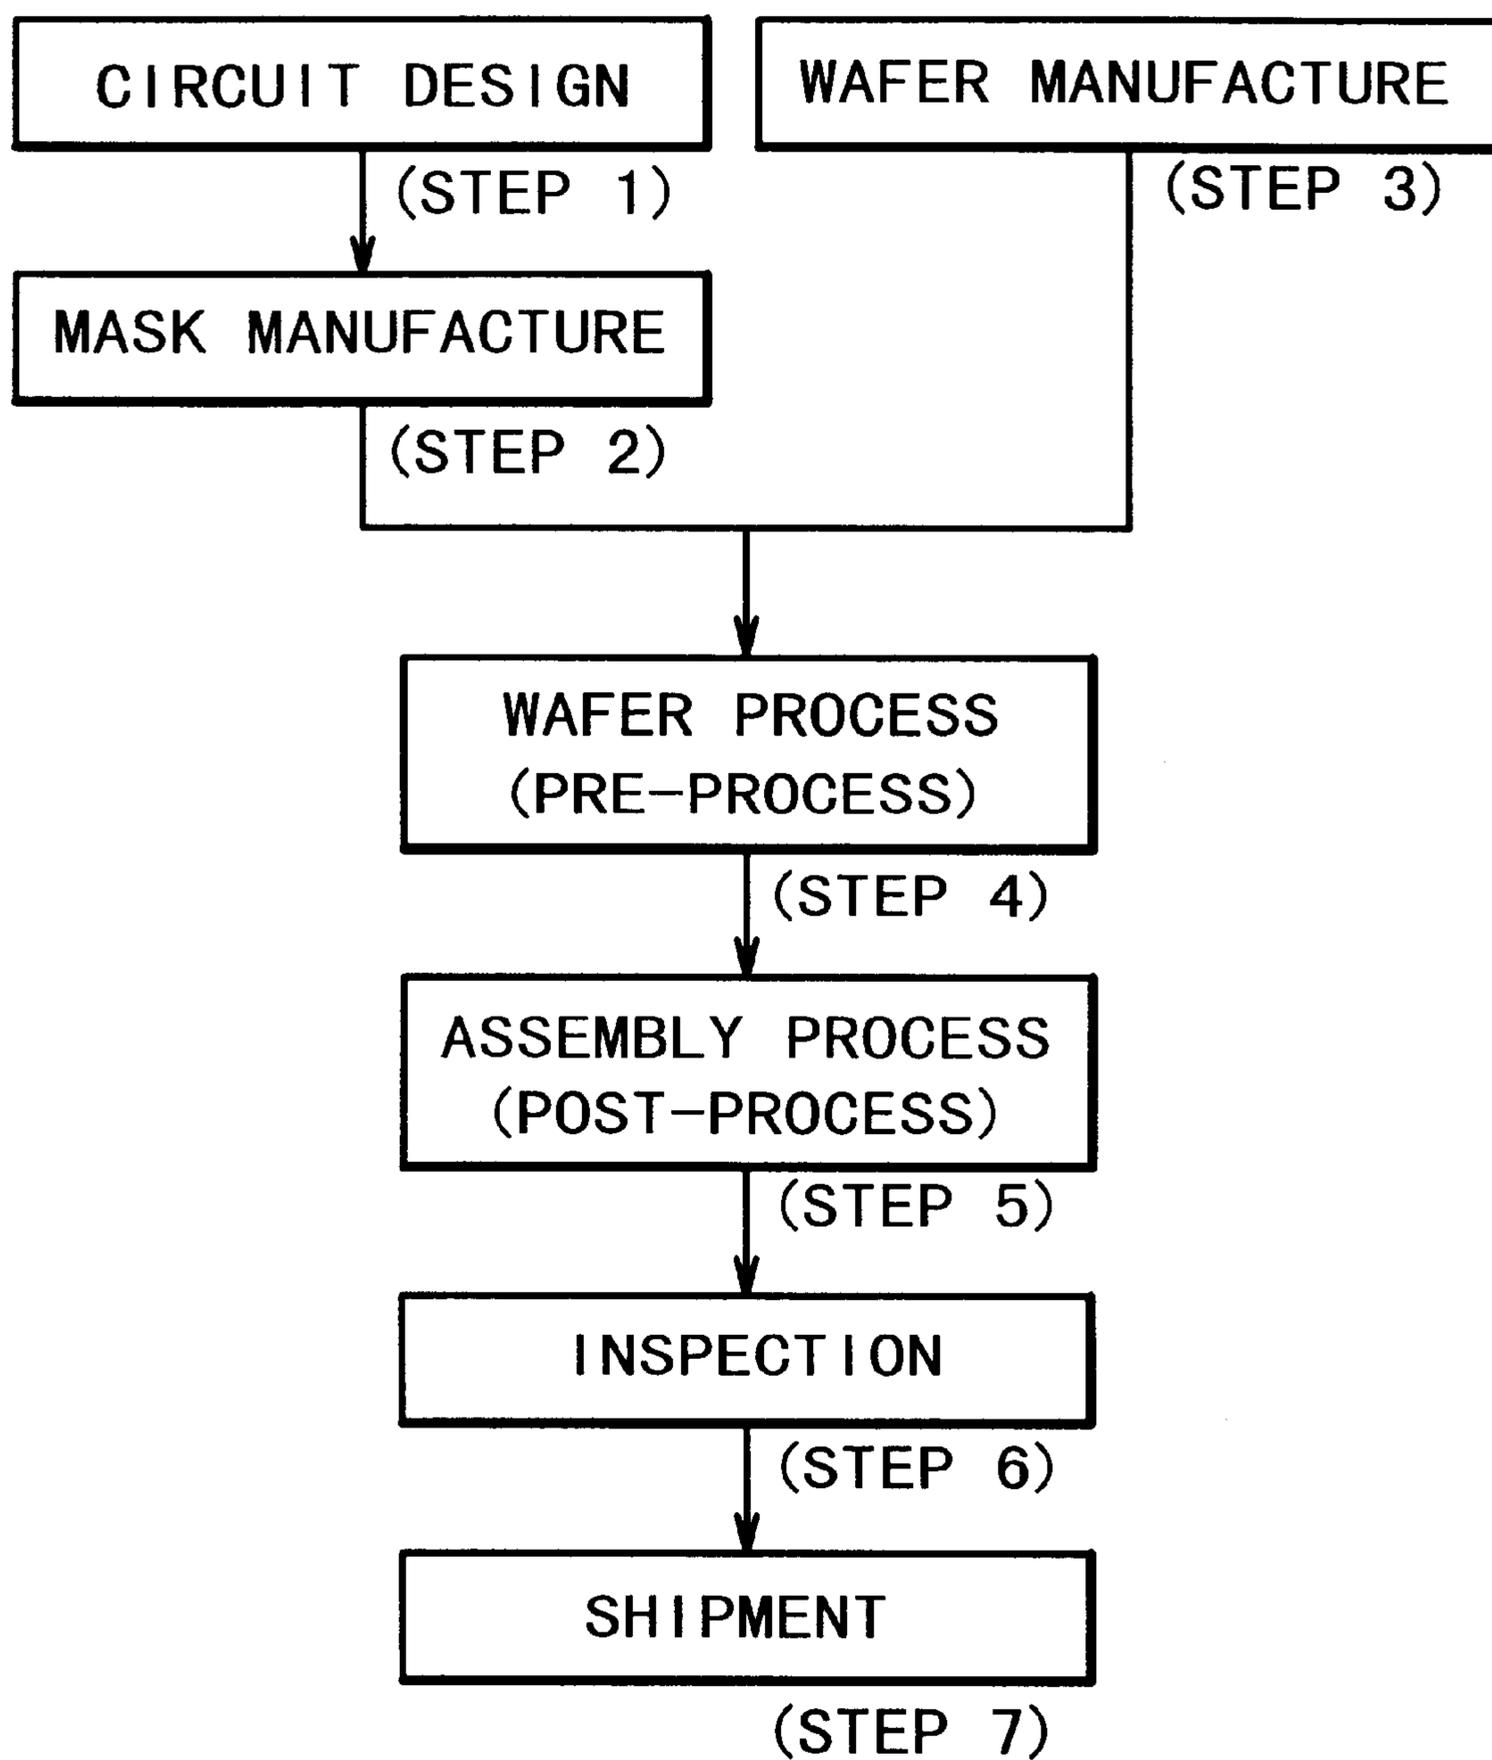 CIRCUIT DESIGN
(STEP 1)
WAFER MANUFACTURE
(STEP 3)
MASK MANUFACTURE
(STEP 2)
WAFER PROCESS
(PRE-PROCESS)
(STEP 4)
ASSEMBLY PROCESS
(POST-PROCESS)
(STEP 5)
INSPECTION
(STEP 6)
SHIPMENT
(STEP 7)